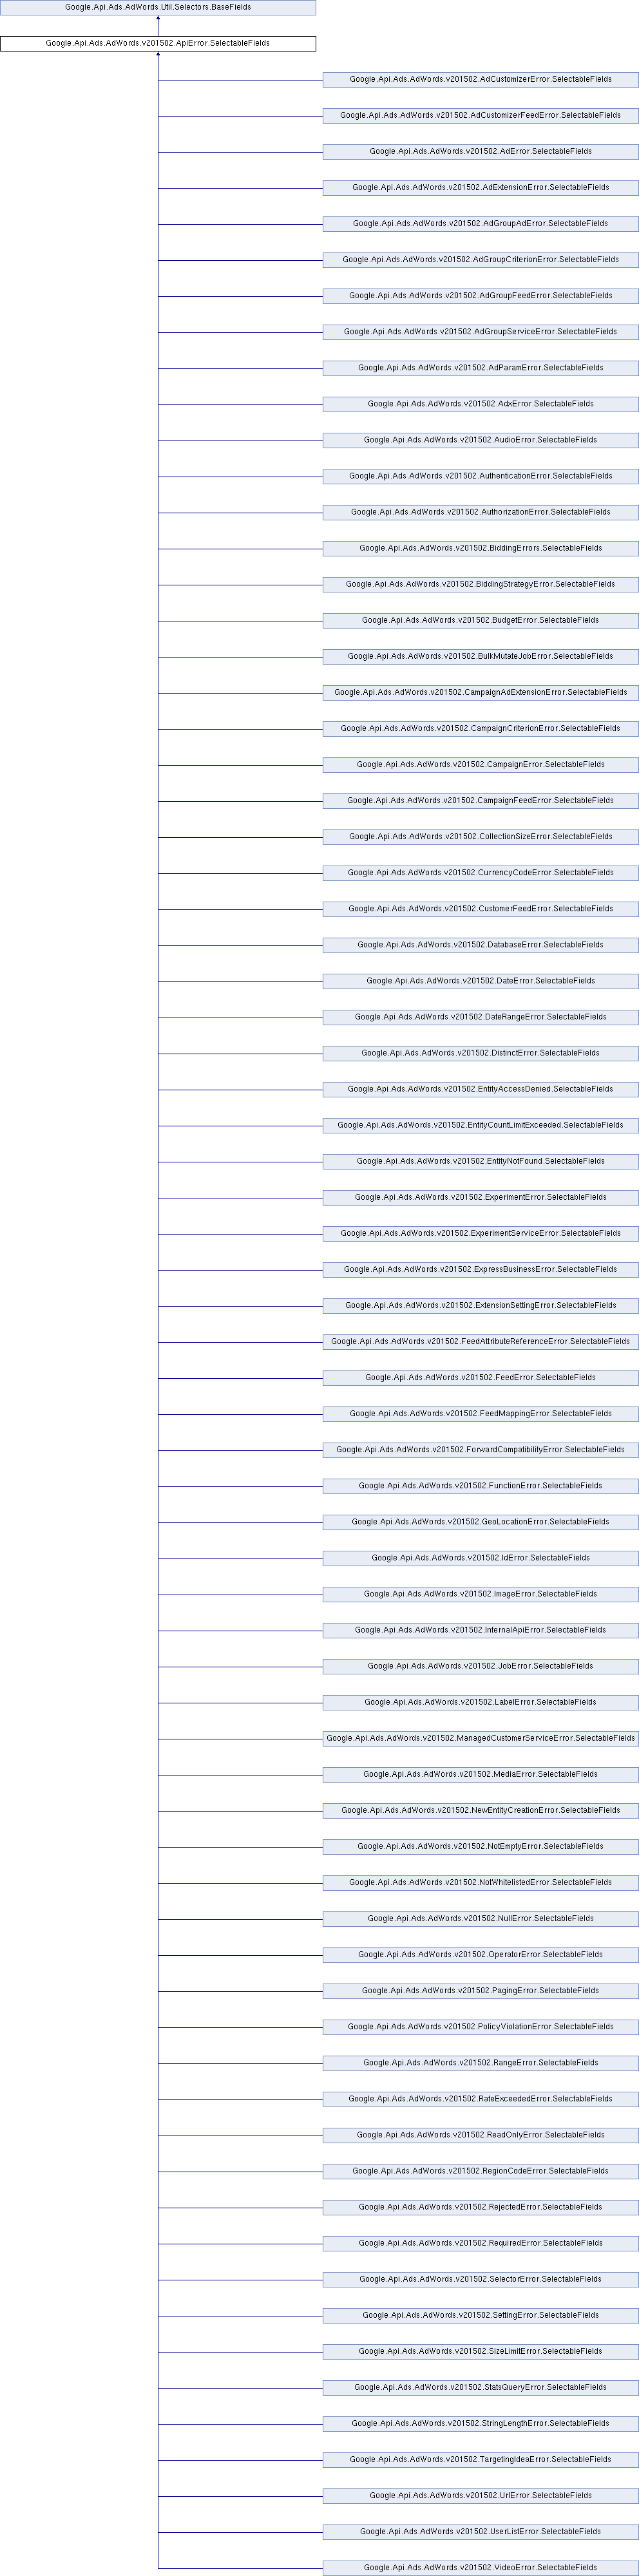 Google.Api.Ads.AdWords.Util.Selectors.BaseFields
Google.Api.Ads.AdWords.v201502.ApiError.SelectableFields
Google.Api.Ads.AdWords.v201502.AdCustomizerError.SelectableFields
Google.Api.Ads.AdWords.v201502.AdCustomizerFeedError.SelectableFields
Google.Api.Ads.AdWords.v201502.AdError.SelectableFields
Google.Api.Ads.AdWords.v201502.AdExtensionError.SelectableFields
Google.Api.Ads.AdWords.v201502.AdGroupAdError.SelectableFields
Google.Api.Ads.AdWords.v201502.AdGroupCriterionError.SelectableFields
Google.Api.Ads.AdWords.v201502.AdGroupFeedError.SelectableFields
Google.Api.Ads.AdWords.v201502.AdGroupServiceError.SelectableFields
Google.Api.Ads.AdWords.v201502.AdParamError.SelectableFields
Google.Api.Ads.AdWords.v201502.AdxError.SelectableFields
Google.Api.Ads.AdWords.v201502.AudioError.SelectableFields
Google.Api.Ads.AdWords.v201502.AuthenticationError.SelectableFields
Google.Api.Ads.AdWords.v201502.AuthorizationError.SelectableFields
Google.Api.Ads.AdWords.v201502.BiddingErrors.SelectableFields
Google.Api.Ads.AdWords.v201502.BiddingStrategyError.SelectableFields
Google.Api.Ads.AdWords.v201502.BudgetError.SelectableFields
Google.Api.Ads.AdWords.v201502.BulkMutateJobError.SelectableFields
Google.Api.Ads.AdWords.v201502.CampaignAdExtensionError.SelectableFields
Google.Api.Ads.AdWords.v201502.CampaignCriterionError.SelectableFields
Google.Api.Ads.AdWords.v201502.CampaignError.SelectableFields
Google.Api.Ads.AdWords.v201502.CampaignFeedError.SelectableFields
Google.Api.Ads.AdWords.v201502.CollectionSizeError.SelectableFields
Google.Api.Ads.AdWords.v201502.CurrencyCodeError.SelectableFields
Google.Api.Ads.AdWords.v201502.CustomerFeedError.SelectableFields
Google.Api.Ads.AdWords.v201502.DatabaseError.SelectableFields
Google.Api.Ads.AdWords.v201502.DateError.SelectableFields
Google.Api.Ads.AdWords.v201502.DateRangeError.SelectableFields
Google.Api.Ads.AdWords.v201502.DistinctError.SelectableFields
Google.Api.Ads.AdWords.v201502.EntityAccessDenied.SelectableFields
Google.Api.Ads.AdWords.v201502.EntityCountLimitExceeded.SelectableFields
Google.Api.Ads.AdWords.v201502.EntityNotFound.SelectableFields
Google.Api.Ads.AdWords.v201502.ExperimentError.SelectableFields
Google.Api.Ads.AdWords.v201502.ExperimentServiceError.SelectableFields
Google.Api.Ads.AdWords.v201502.ExpressBusinessError.SelectableFields
Google.Api.Ads.AdWords.v201502.ExtensionSettingError.SelectableFields
Google.Api.Ads.AdWords.v201502.FeedAttributeReferenceError.SelectableFields
Google.Api.Ads.AdWords.v201502.FeedError.SelectableFields
Google.Api.Ads.AdWords.v201502.FeedMappingError.SelectableFields
Google.Api.Ads.AdWords.v201502.ForwardCompatibilityError.SelectableFields
Google.Api.Ads.AdWords.v201502.FunctionError.SelectableFields
Google.Api.Ads.AdWords.v201502.GeoLocationError.SelectableFields
Google.Api.Ads.AdWords.v201502.IdError.SelectableFields
Google.Api.Ads.AdWords.v201502.ImageError.SelectableFields
Google.Api.Ads.AdWords.v201502.InternalApiError.SelectableFields
Google.Api.Ads.AdWords.v201502.JobError.SelectableFields
Google.Api.Ads.AdWords.v201502.LabelError.SelectableFields
Google.Api.Ads.AdWords.v201502.ManagedCustomerServiceError.SelectableFields
Google.Api.Ads.AdWords.v201502.MediaError.SelectableFields
Google.Api.Ads.AdWords.v201502.NewEntityCreationError.SelectableFields
Google.Api.Ads.AdWords.v201502.NotEmptyError.SelectableFields
Google.Api.Ads.AdWords.v201502.NotWhitelistedError.SelectableFields
Google.Api.Ads.AdWords.v201502.NullError.SelectableFields
Google.Api.Ads.AdWords.v201502.OperatorError.SelectableFields
Google.Api.Ads.AdWords.v201502.PagingError.SelectableFields
Google.Api.Ads.AdWords.v201502.PolicyViolationError.SelectableFields
Google.Api.Ads.AdWords.v201502.RangeError.SelectableFields
Google.Api.Ads.AdWords.v201502.RateExceededError.SelectableFields
Google.Api.Ads.AdWords.v201502.ReadOnlyError.SelectableFields
Google.Api.Ads.AdWords.v201502.RegionCodeError.SelectableFields
Google.Api.Ads.AdWords.v201502.RejectedError.SelectableFields
Google.Api.Ads.AdWords.v201502.RequiredError.SelectableFields
Google.Api.Ads.AdWords.v201502.SelectorError.SelectableFields
Google.Api.Ads.AdWords.v201502.SettingError.SelectableFields
Google.Api.Ads.AdWords.v201502.SizeLimitError.SelectableFields
Google.Api.Ads.AdWords.v201502.StatsQueryError.SelectableFields
Google.Api.Ads.AdWords.v201502.StringLengthError.SelectableFields
Google.Api.Ads.AdWords.v201502.TargetingIdeaError.SelectableFields
Google.Api.Ads.AdWords.v201502.UrlError.SelectableFields
Google.Api.Ads.AdWords.v201502.UserListError.SelectableFields
Google.Api.Ads.AdWords.v201502.VideoError.SelectableFields